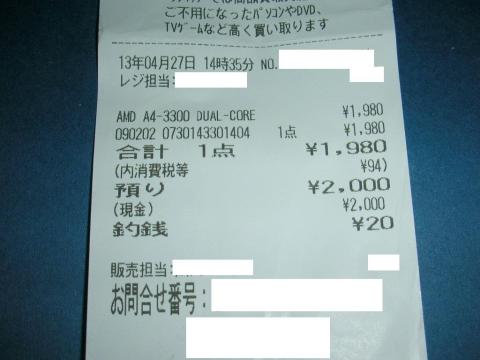 ご不用になったパソコンやDVD、
TVゲームなど高く買い取ります
13年04月27日 14時35分 NO.
レジ担当:
AMD A4-3300 DUAL-CORE ¥1,980
090202 0730143301404 1点 ¥1,980
合計 1点 ¥1,980
(内消費税等 ¥94)
預り ¥2,000
(現金) ¥2,000
釣銭 ¥20
販売担当:
お問合せ番号: